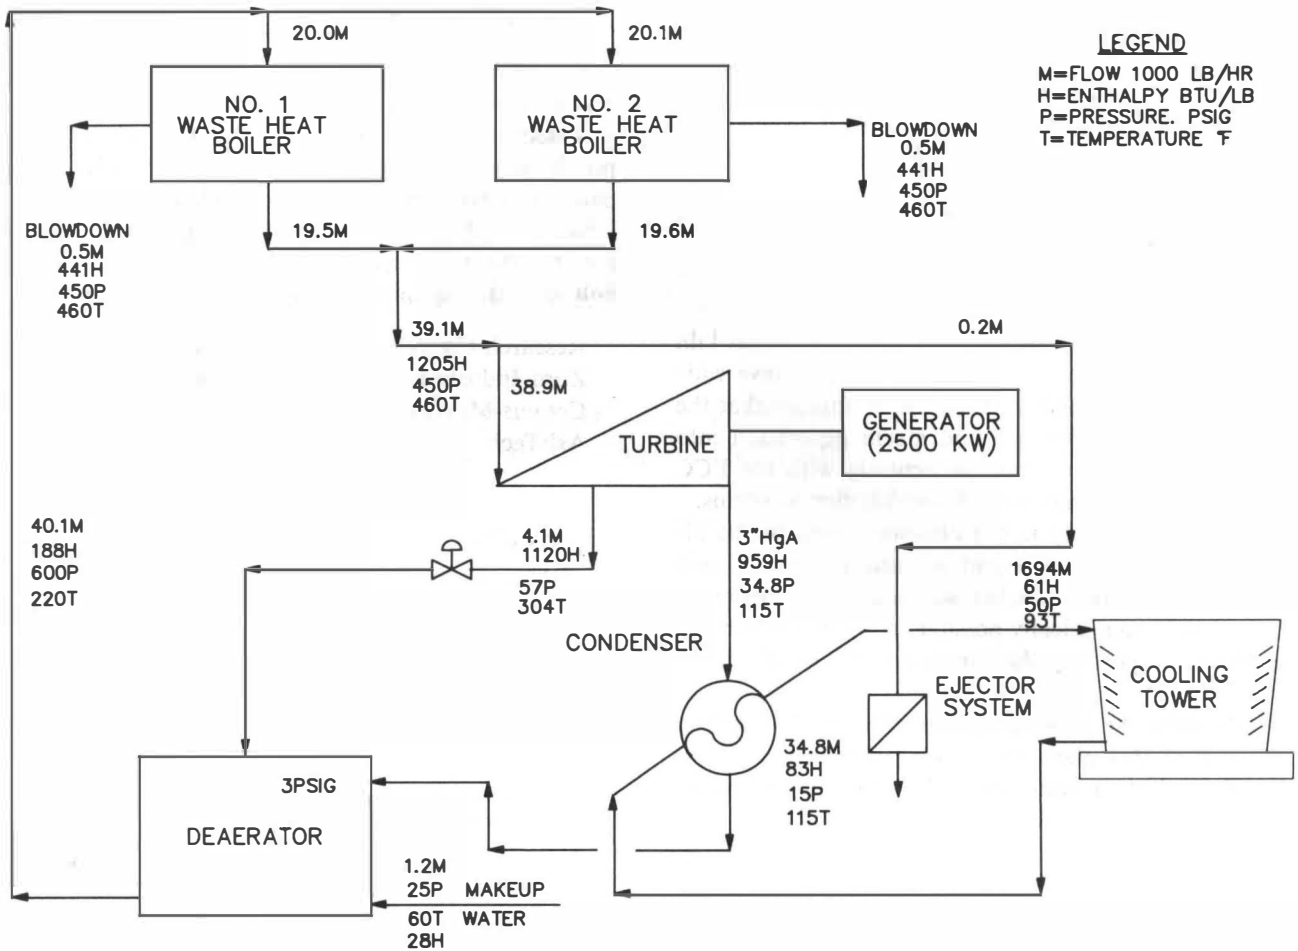 20.0M
20.1M
LEGEND
M=FLOW 1000 LB/HR
H=ENTHALPY BTU/LB
P=PRESSURE. PSIG
T=TEMPERATURE °F
NO. 1
WASTE HEAT
BOILER
NO. 2
WASTE HEAT
BOILER
BLOWDOWN
0.5M
441H
450P
460T
BLOWDOWN
0.5M
441H
450P
460T
19.5M
19.6M
39.1M
1205H
450P
460T
0.2M
38.9M
TURBINE
GENERATOR
(2500 KW)
40.1M
188H
600P
220T
4.1M
1120H
57P
304T
3"HgA
959H
34.8P
115T
1694M
61H
50P
93T
CONDENSER
EJECTOR
SYSTEM
COOLING
TOWER
34.8M
83H
15P
115T
3PSIG
DEAERATOR
1.2M
25P MAKEUP
60T WATER
28H